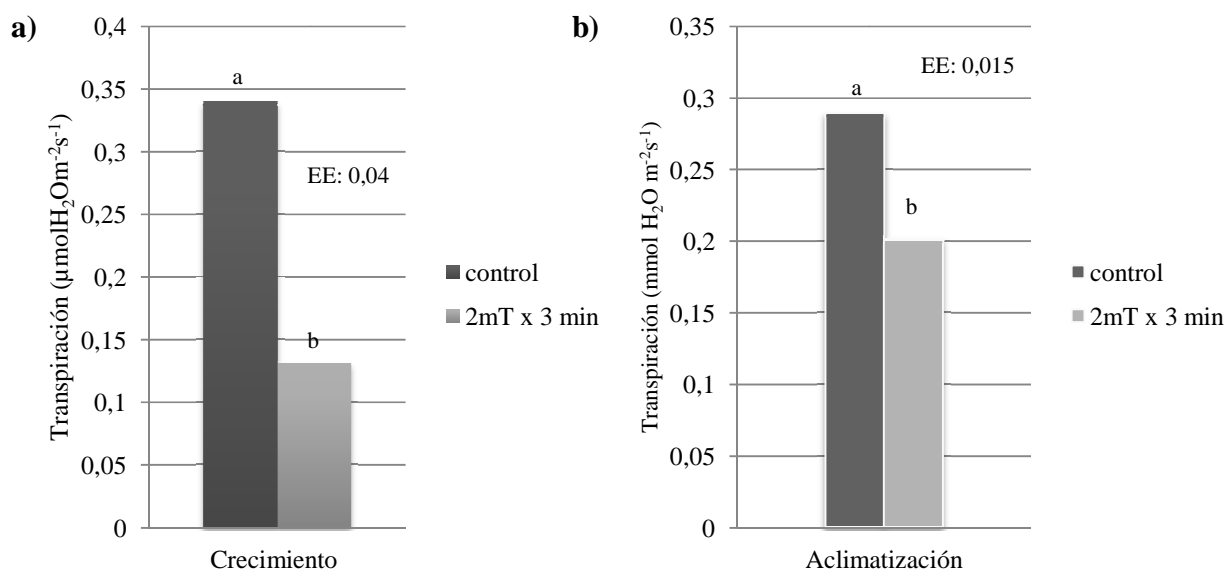 a)
Transpiración (µmolH₂Om⁻²s⁻¹)
0,4
0,35
0,3
0,25
0,2
0,15
0,1
0,05
0
a
EE: 0,04
b
Crecimiento
control
2mT x 3 min
b)
Transpiración (mmol H₂O m⁻²s⁻¹)
0,35
0,3
0,25
0,2
0,15
0,1
0,05
0
EE: 0,015
a
b
Aclimatización
control
2mT x 3 min